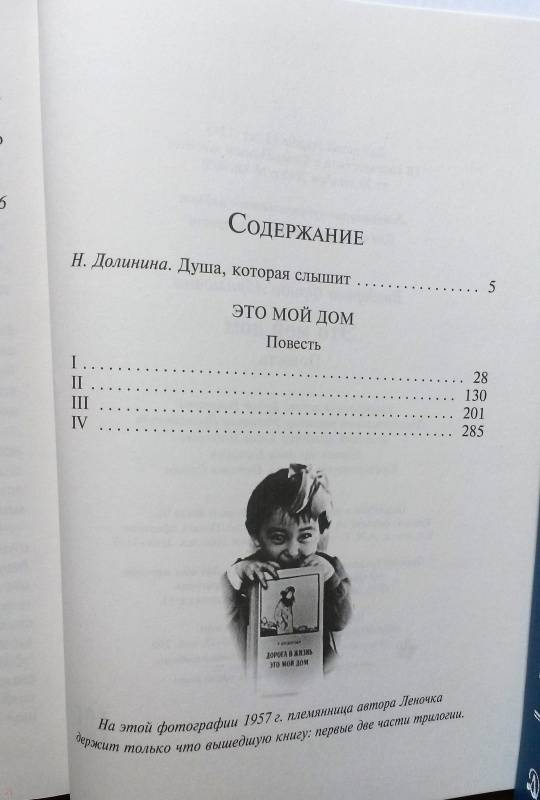 6
Содержание
Н. Долинина. Душа, которая слышит . . . . . . . . . . . . . . . . 5
ЭТО МОЙ ДОМ
Повесть
I . . . . . . . . . . . . . . . . . . . . . . . . . . . . . . . . . . . . . . . . . . . . . . . . . . 28
II . . . . . . . . . . . . . . . . . . . . . . . . . . . . . . . . . . . . . . . . . . . . . . . . 130
III . . . . . . . . . . . . . . . . . . . . . . . . . . . . . . . . . . . . . . . . . . . . . . . 201
IV . . . . . . . . . . . . . . . . . . . . . . . . . . . . . . . . . . . . . . . . . . . . . . . 285
ДОРОГА В ЖИЗНЬ
ЭТО МОЙ ДОМ
На этой фотографии 1957 г. племянница автора Леночка
держит только что вышедшую книгу: первые две части трилогии.